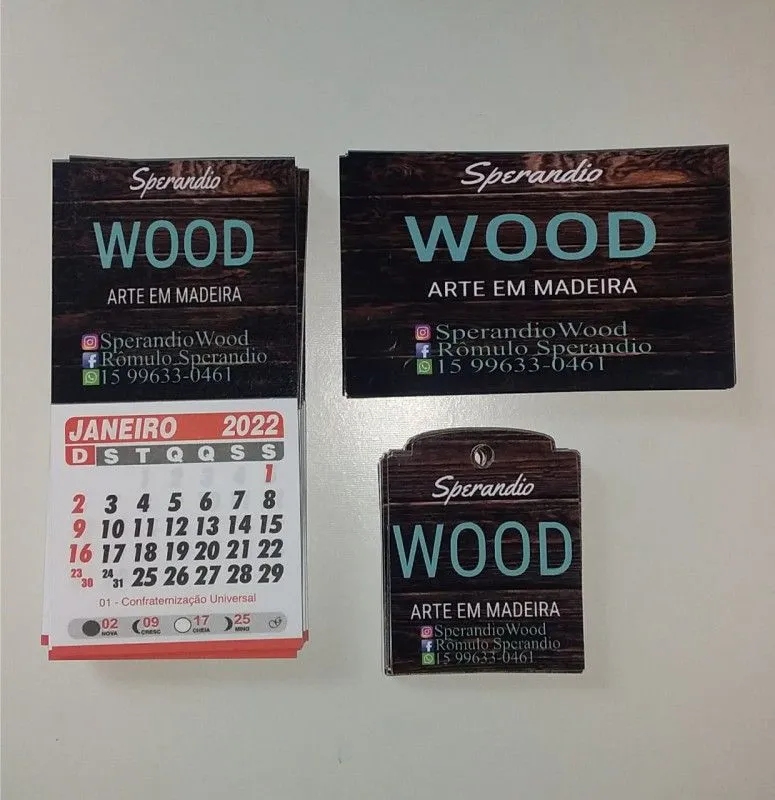 Sperandio
WOOD
ARTE EM MADEIRA
SperandioWood
Rômulo Sperandio
15 99633-0461
JANEIRO 2022
D S T Q Q S S
1
2 3 4 5 6 7 8
9 10 11 12 13 14 15
16 17 18 19 20 21 22
23 30 24 31 25 26 27 28 29
01 - Confraternização Universal
02 NOVA 09 CRESC 17 CHEIA 25 MING
Sperandio
WOOD
ARTE EM MADEIRA
SperandioWood
Rômulo Sperandio
15 99633-0461
Sperandio
WOOD
ARTE EM MADEIRA
SperandioWood
Rômulo Sperandio
15 99633-0461